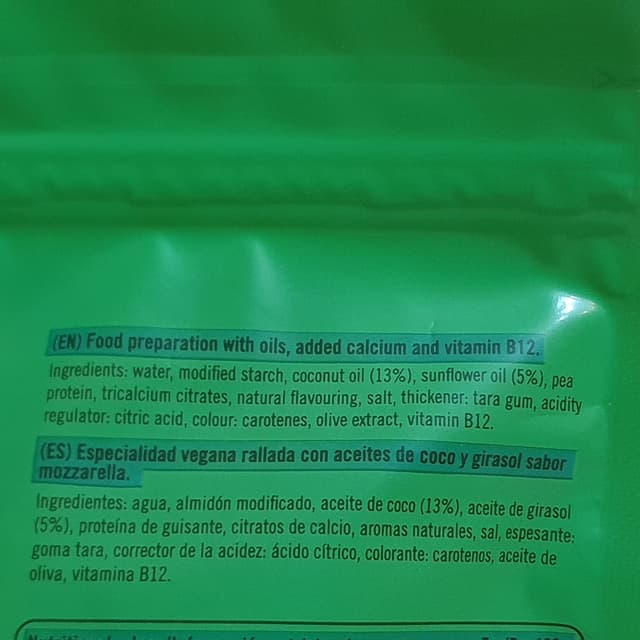 (EN) Food preparation with oils, added calcium and vitamin B12.
Ingredients: water, modified starch, coconut oil (13%), sunflower oil (5%), pea
protein, tricalcium citrates, natural flavouring, salt, thickener: tara gum, acidity
regulator: citric acid, colour: carotenes, olive extract, vitamin B12.
(ES) Especialidad vegana rallada con aceites de coco y girasol sabor
mozzarella.
Ingredientes: agua, almidón modificado, aceite de coco (13%), aceite de girasol
(5%), proteína de guisante, citratos de calcio, aromas naturales, sal, espesante:
goma tara, corrector de la acidez: ácido cítrico, colorante: carotenos, aceite de
oliva, vitamina B12.